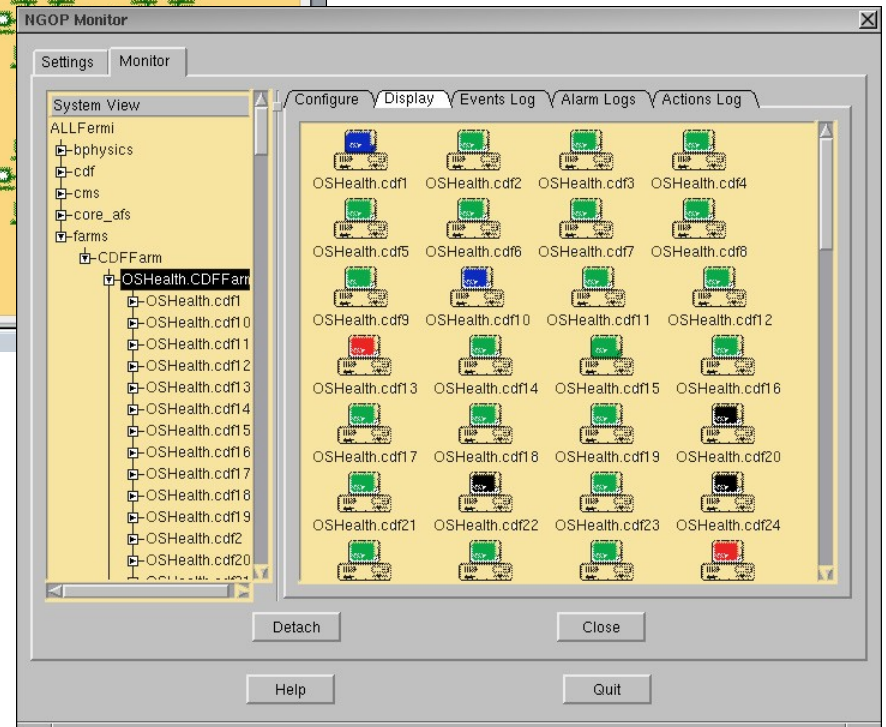 NGOP Monitor
Settings Monitor
System View
ALLFermi
bphysics
cdf
cms
core_afs
farms
CDFFarm
OSHealth.CDFFarm
OSHealth.cdf1
OSHealth.cdf10
OSHealth.cdf11
OSHealth.cdf12
OSHealth.cdf13
OSHealth.cdf14
OSHealth.cdf15
OSHealth.cdf16
OSHealth.cdf17
OSHealth.cdf18
OSHealth.cdf19
OSHealth.cdf2
OSHealth.cdf20
OSHealth.cdf21
Configure Display Events Log Alarm Logs Actions Log
OSHealth.cdf1 OSHealth.cdf2 OSHealth.cdf3 OSHealth.cdf4
OSHealth.cdf5 OSHealth.cdf6 OSHealth.cdf7 OSHealth.cdf8
OSHealth.cdf9 OSHealth.cdf10 OSHealth.cdf11 OSHealth.cdf12
OSHealth.cdf13 OSHealth.cdf14 OSHealth.cdf15 OSHealth.cdf16
OSHealth.cdf17 OSHealth.cdf18 OSHealth.cdf19 OSHealth.cdf20
OSHealth.cdf21 OSHealth.cdf22 OSHealth.cdf23 OSHealth.cdf24
Detach Close
Help Quit